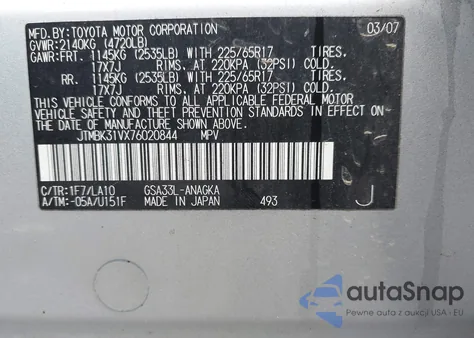 MFD.BY:TOYOTA MOTOR CORPORATION 03/07
GVWR:2140KG (4720LB)
GAWR:FRT. 1145KG (2535LB) WITH 225/65R17 TIRES,
17X7J RIMS, AT 220KPA (32PSI) COLD.
RR. 1145KG (2535LB) WITH 225/65R17 TIRES,
17X7J RIMS, AT 220KPA (32PSI) COLD.
THIS VEHICLE CONFORMS TO ALL APPLICABLE FEDERAL MOTOR
VEHICLE SAFETY AND THEFT PREVENTION STANDARDS IN EFFECT
ON THE DATE OF MANUFACTURE SHOWN ABOVE.
JTMBK31VX76020844 MPV
C/TR:1F7/LA10 GSA33L-ANAGKA
A/TM:-05A/U151F MADE IN JAPAN 493 J
autoSnap
Pewne auta z aukcji USA i EU